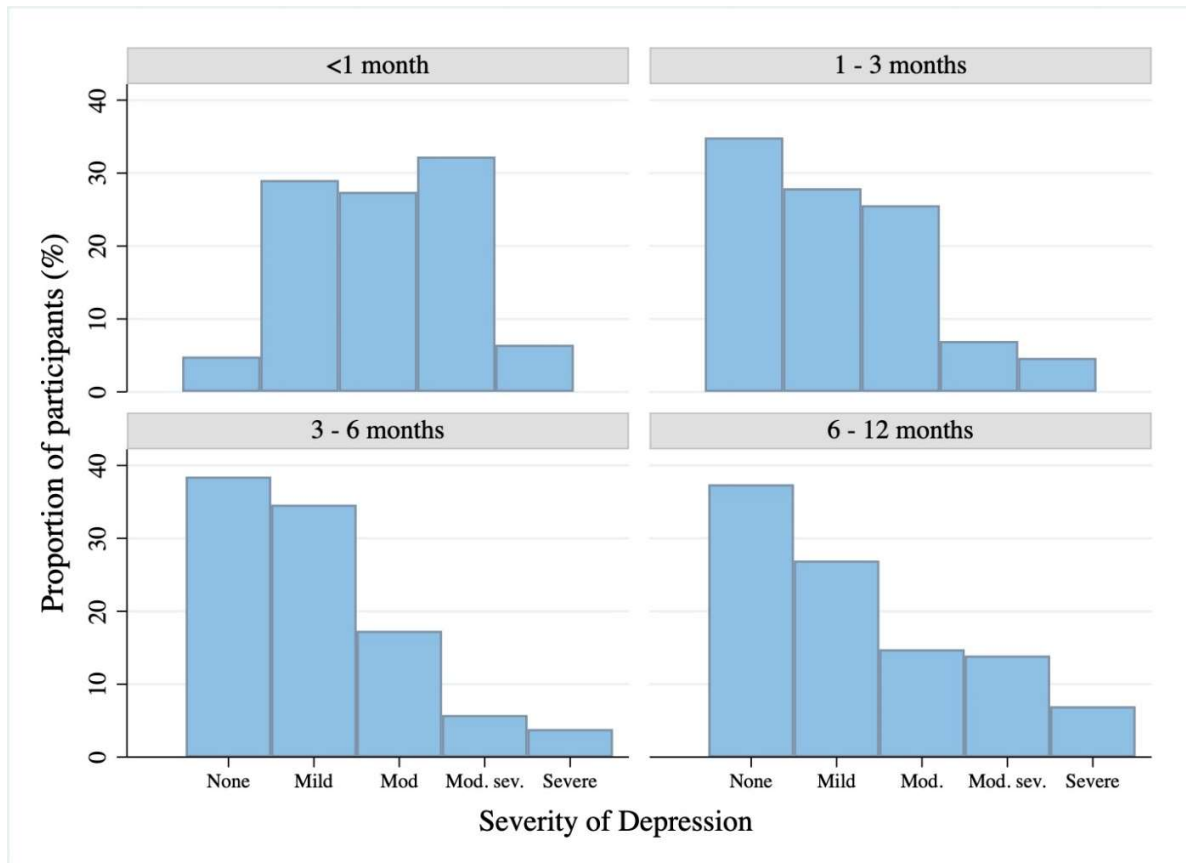 <1 month
1 - 3 months
40
30
20
10
0
3 - 6 months
6 - 12 months
40
30
20
10
0
None Mild Mod Mod. sev. Severe
None Mild Mod. Mod. sev. Severe
Severity of Depression
Proportion of participants (%)